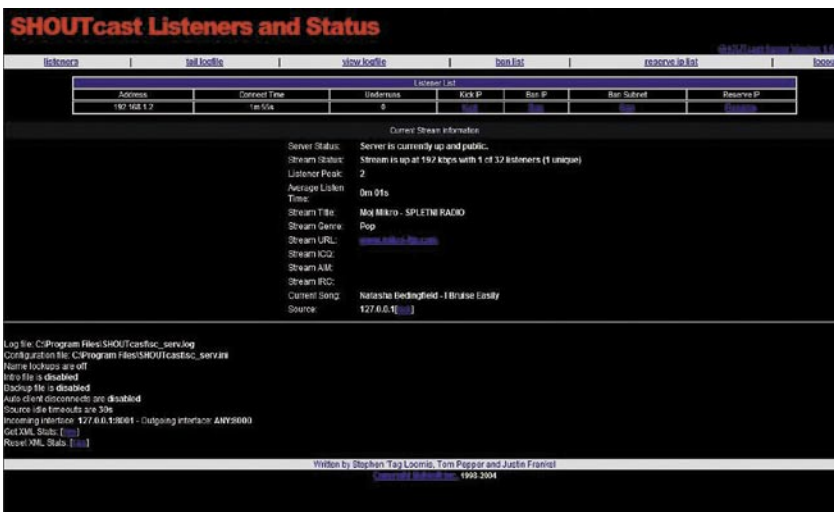 SHOUTcast Listeners and Status
listeners | tail logfile | view logfile | ban list | reserve ip list |
Listener List
Address Connect Time Underruns Kick IP Ban IP Ban Subnet Reserve IP
192.168.1.2 1m 55s 0
Current Stream Information
Server Status: Server is currently up and public.
Stream Status: Stream is up at 192 kbps with 1 of 32 listeners (1 unique)
Listener Peak: 2
Average Listen
Time: 0m 01s
Stream Title: Moj Mikro - SPLETNI RADIO
Stream Genre: Pop
Stream URL:
Stream ICQ:
Stream AIM:
Stream IRC:
Current Song: Natasha Bedingfield - I Bruise Easily
Source: 127.0.0.1
Log file: C:\Program Files\SHOUTcast\sc_serv.log
Configuration file: C:\Program Files\SHOUTcast\sc_serv.ini
Name lookups are off
Intro file is disabled
Backup file is disabled
Auto client disconnects are disabled
Source idle timeouts are 30s
Incoming interface: 127.0.0.1:8001 - Outgoing interface: ANY:8000
Get XML Stats:
Reset XML Stats:
Written by Stephen 'Tag Loomis, Tom Pepper and Justin Frankel
1998-2004